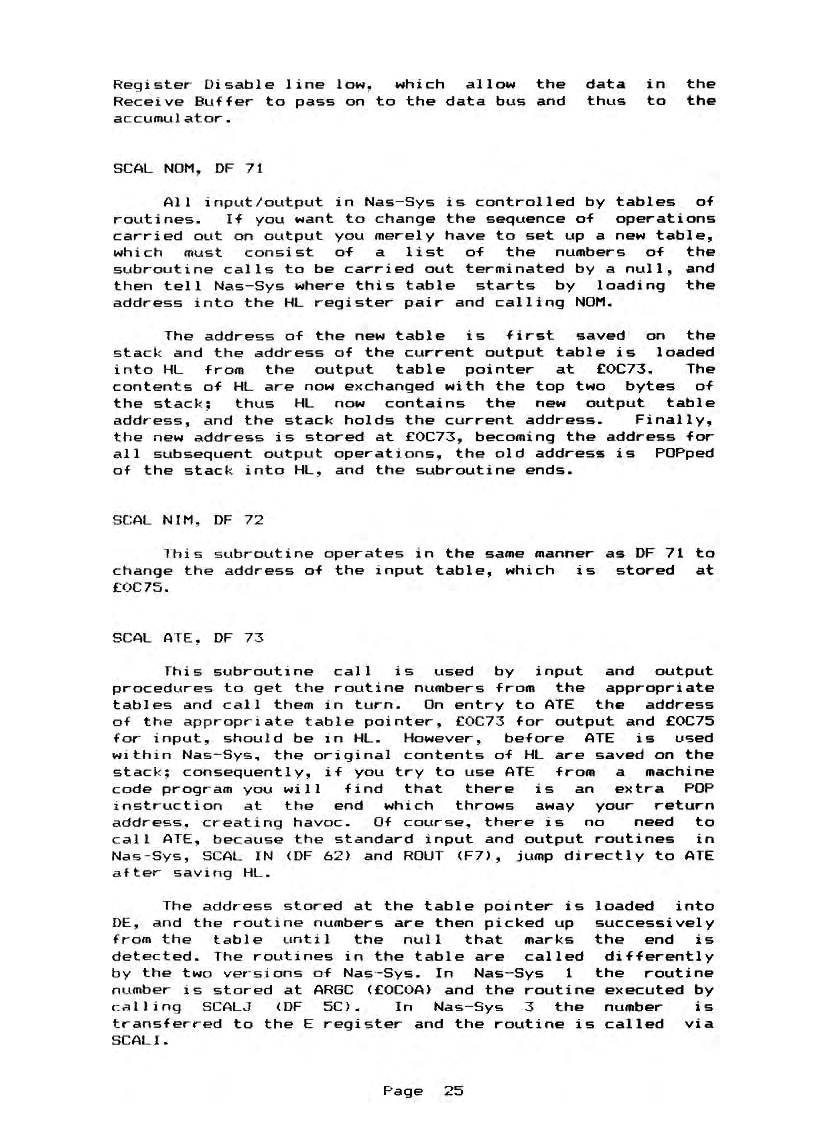 Register Disable line low, which allow the data in the
Receive Buffer to pass on to the data bus and thus to the
accumulator.
SCAL NOM, DF 71
All input/output in Nas-Sys is controlled by tables of
routines. If you want to change the sequence of operations
carried out on output you merely have to set up a new table,
which must consist of a list of the numbers of the
subroutine calls to be carried out terminated by a null, and
then tell Nas-Sys where this table starts by loading the
address into the HL register pair and calling NOM.
The address of the new table is first saved on the
stack and the address of the current output table is loaded
into HL from the output table pointer at £0C73. The
contents of HL are now exchanged with the top two bytes of
the stack; thus HL now contains the new output table
address, and the stack holds the current address. Finally,
the new address is stored at £0C73, becoming the address for
all subsequent output operations, the old address is POPped
of the stack into HL, and the subroutine ends.
SCAL NIM, DF 72
This subroutine operates in the same manner as DF 71 to
change the address of the input table, which is stored at
£0C75.
SCAL ATE, DF 73
This subroutine call is used by input and output
procedures to get the routine numbers from the appropriate
tables and call them in turn. On entry to ATE the address
of the appropriate table pointer, £0C73 for output and £0C75
for input, should be in HL. However, before ATE is used
within Nas-Sys, the original contents of HL are saved on the
stack; consequently, if you try to use ATE from a machine
code program you will find that there is an extra POP
instruction at the end which throws away your return
address, creating havoc. Of course, there is no need to
call ATE, because the standard input and output routines in
Nas-Sys, SCAL IN (DF 62) and ROUT (F7), jump directly to ATE
after saving HL.
The address stored at the table pointer is loaded into
DE, and the routine numbers are then picked up successively
from the table until the null that marks the end is
detected. The routines in the table are called differently
by the two versions of Nas-Sys. In Nas-Sys 1 the routine
number is stored at ARGC (£0C0A) and the routine executed by
calling SCALJ (DF 5C). In Nas-Sys 3 the number is
transferred to the E register and the routine is called via
SCALI.
Page 25